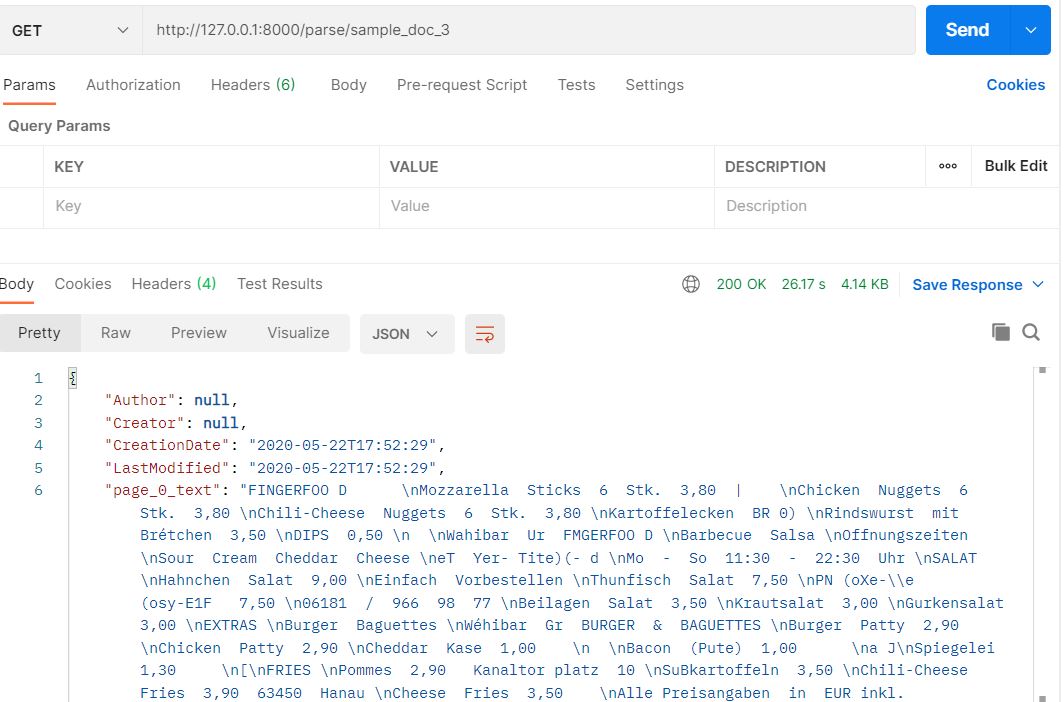 GET http://127.0.0.1:8000/parse/sample_doc_3 Send
Params Authorization Headers (6) Body Pre-request Script Tests Settings Cookies
Query Params
KEY VALUE DESCRIPTION ooo Bulk Edit
Key Value Description
Body Cookies Headers (4) Test Results 200 OK 26.17 s 4.14 KB Save Response
Pretty Raw Preview Visualize JSON
1 {
2 "Author": null,
3 "Creator": null,
4 "CreationDate": "2020-05-22T17:52:29",
5 "LastModified": "2020-05-22T17:52:29",
6 "page_0_text": "FINGERFOO D \nMozzarella Sticks 6 Stk. 3,80 | \nChicken Nuggets 6
Stk. 3,80 \nChili-Cheese Nuggets 6 Stk. 3,80 \nKartoffelecken BR 0) \nRindswurst mit
Brétchen 3,50 \nDIPS 0,50 \n \nWahibar Ur FMGERFOO D \nBarbecue Salsa \nOffnungszeiten
\nSour Cream Cheddar Cheese \neT Yer- Tite)(- d \nMo - So 11:30 - 22:30 Uhr \nSALAT
\nHahnchen Salat 9,00 \nEinfach Vorbestellen \nThunfisch Salat 7,50 \nPN (oXe-\\e
(osy-E1F 7,50 \n06181 / 966 98 77 \nBeilagen Salat 3,50 \nKrautsalat 3,00 \nGurkensalat
3,00 \nEXTRAS \nBurger Baguettes \nWéhibar Gr BURGER & BAGUETTES \nBurger Patty 2,90
\nChicken Patty 2,90 \nCheddar Kase 1,00 \n \nBacon (Pute) 1,00 \na J\nSpiegelei
1,30 \n[\nFRIES \nPommes 2,90 Kanaltor platz 10 \nSuBkartoffeln 3,50 \nChili-Cheese
Fries 3,90 63450 Hanau \nCheese Fries 3,50 \nAlle Preisangaben in EUR inkl.